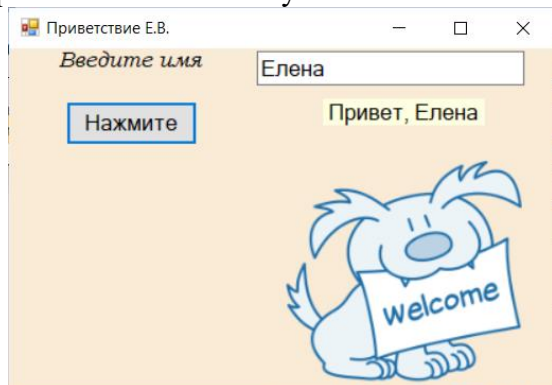 Приветствие Е.В.
Введите имя
Елена
Нажмите
Привет, Елена
welcome